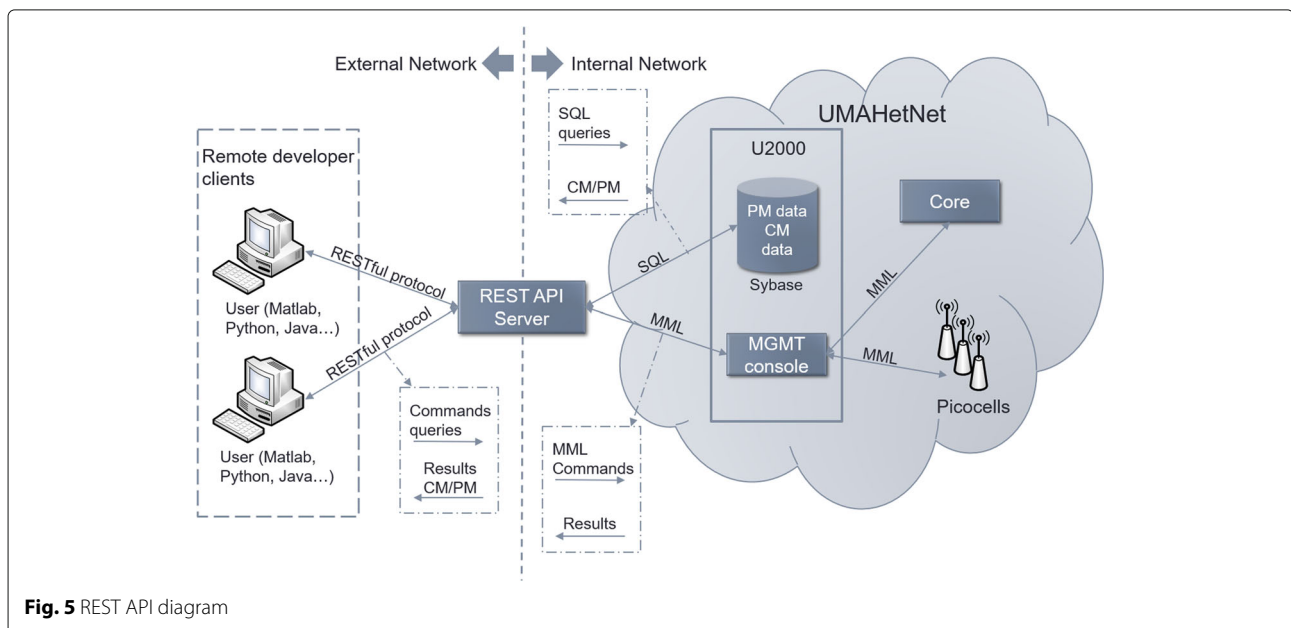 External Network
Internal Network
SQL
queries
CM/PM
UMAHetNet
U2000
Remote developer
clients
PM data
CM
data
Sybase
Core
RESTful protocol
SQL
User (Matlab,
Python, Java...)
REST API
Server
MML
MML
RESTful protocol
MGMT
console
MML
Picocells
User (Matlab,
Python, Java...)
Commands
queries
Results
CM/PM
MML
Commands
Results
Fig. 5 REST API diagram